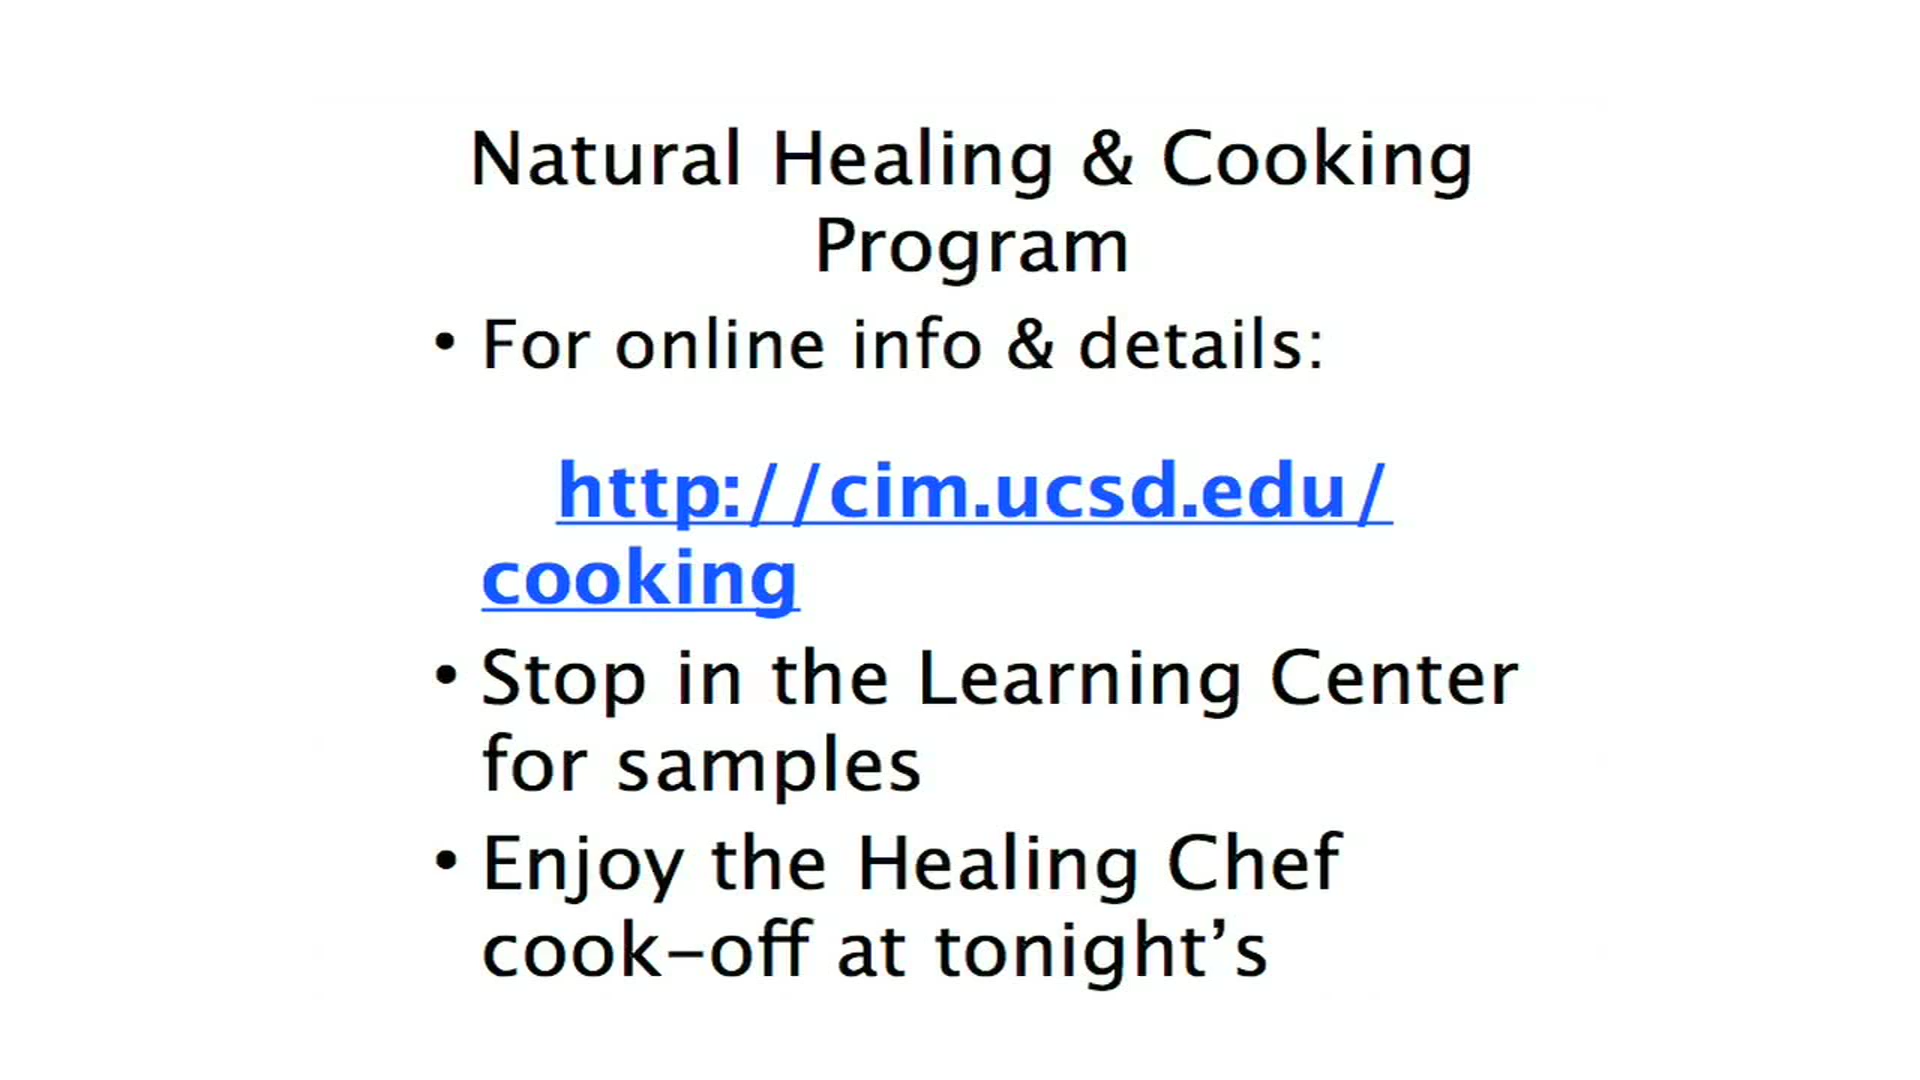 Natural Healing & Cooking
Program
• For online info & details:
http://cim.ucsd.edu/
cooking
• Stop in the Learning Center
for samples
• Enjoy the Healing Chef
cook-off at tonight’s